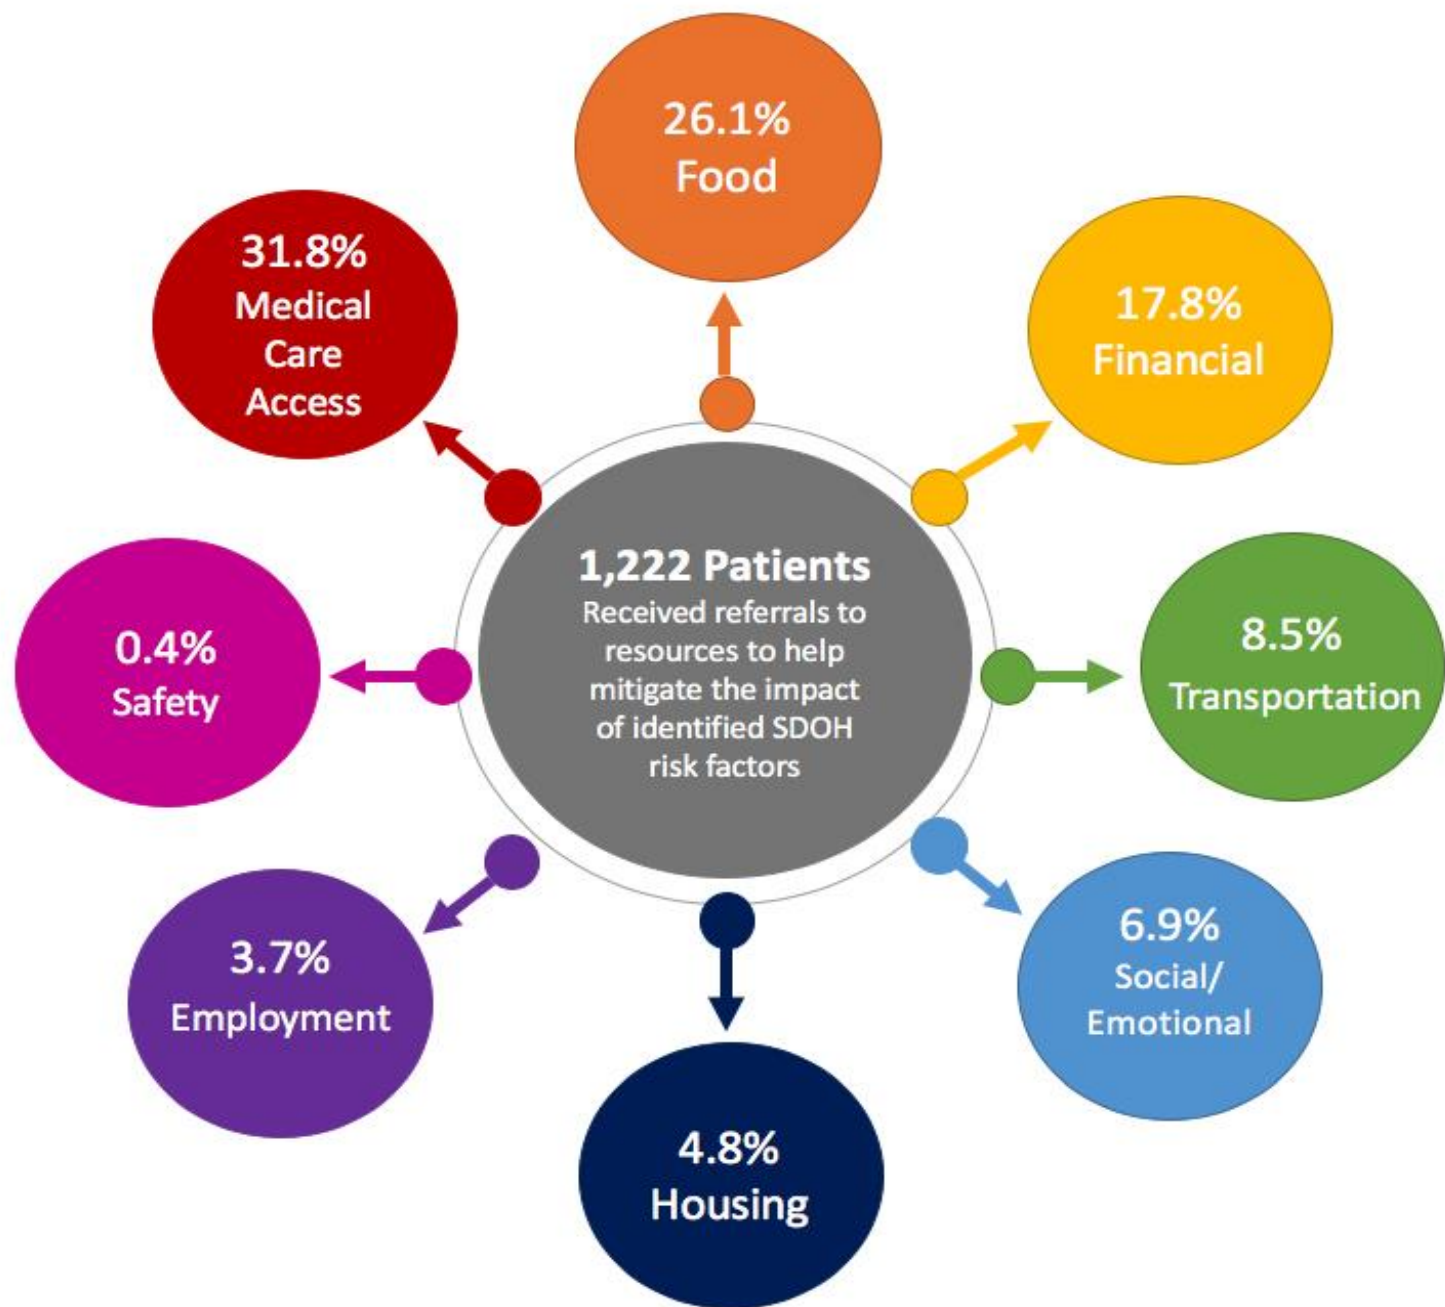 26.1%
Food
31.8%
Medical
Care
Access
17.8%
Financial
1,222 Patients
Received referrals to
resources to help
mitigate the impact
of identified SDOH
risk factors
0.4%
Safety
8.5%
Transportation
3.7%
Employment
6.9%
Social/
Emotional
4.8%
Housing